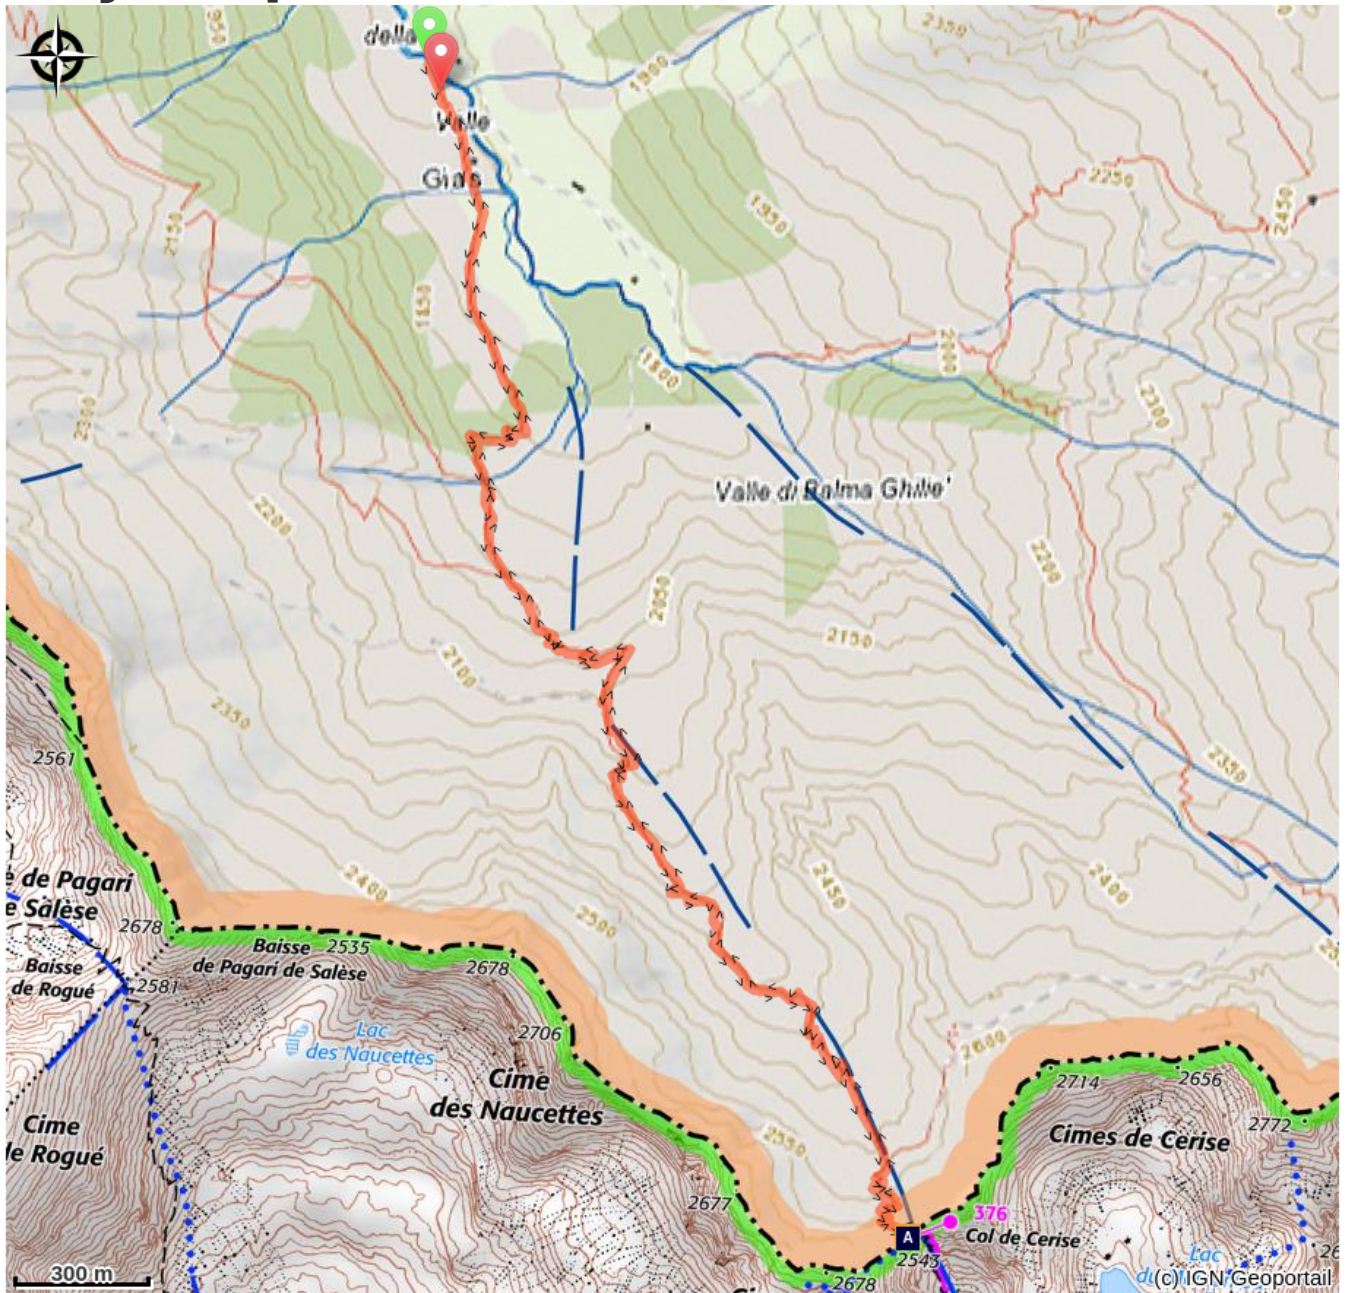 950
della
2350
1900
Valle
Gias
2250
2450
1950
2150
1850
2000
1800
2300
2300
Valle di Balma Ghilie'
2200
2200
2050
2150
2100
2350
2350
2561
2400
2450
2400
2500
é de Pagari
e Salèse
2678
Baisse 2535
de Pagari de Salèse
2678
Baisse
de Rogué
2581
2706
Lac
des Naucettes
2600
Cime
des Naucettes
2714
2656
2772
Cime
de Rogué
2550
Cimes de Cerise
2677
376
A
Col de Cerise
2543
300 m
2678
Lac
(c) IGN Geoportail